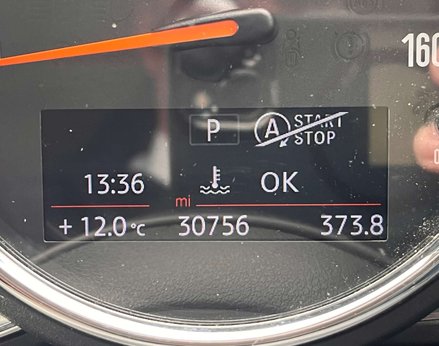 160
P A START
STOP
13:36 OK
mi
+ 12.0°C 30756 373.8